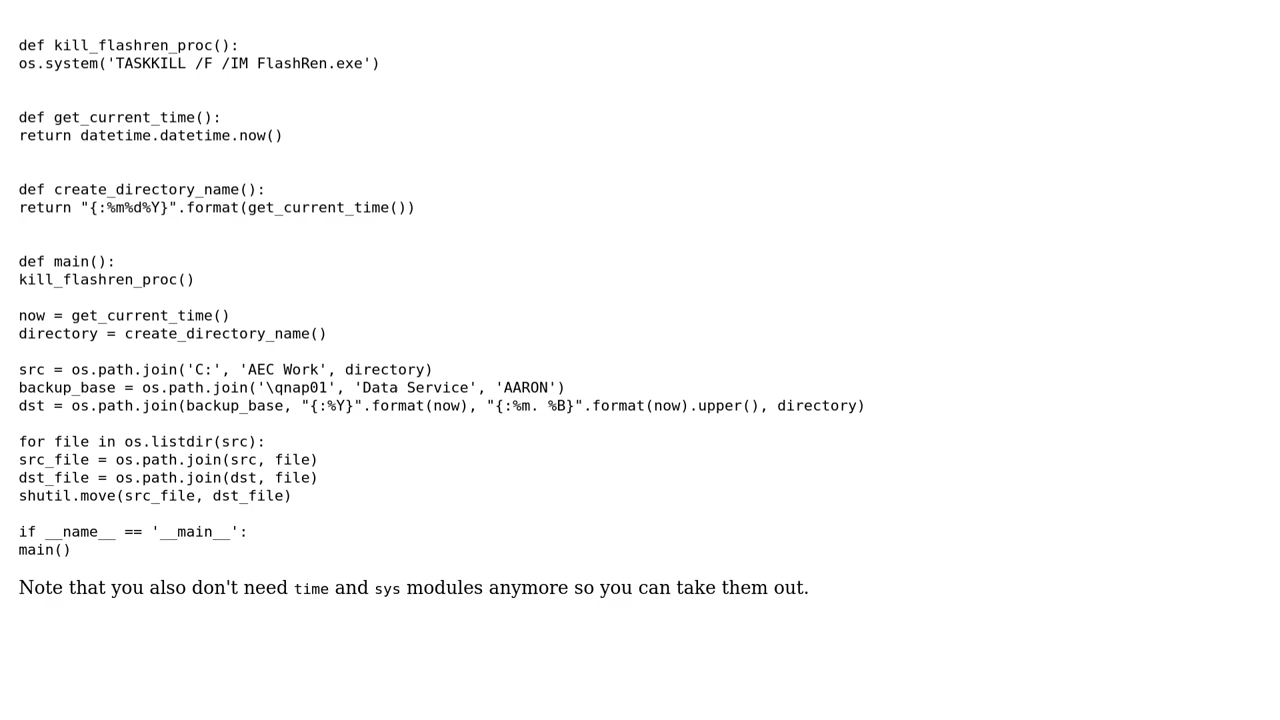 def kill_flashren_proc():
os.system('TASKKILL /F /IM FlashRen.exe')
def get_current_time():
return datetime.datetime.now()
def create_directory_name():
return "{:%m%d%Y}".format(get_current_time())
def main():
kill_flashren_proc()
now = get_current_time()
directory = create_directory_name()
src = os.path.join('C:', 'AEC Work', directory)
backup_base = os.path.join('\qnap01', 'Data Service', 'AARON')
dst = os.path.join(backup_base, "{:%Y}".format(now), "{:%m. %B}".format(now).upper(), directory)
for file in os.listdir(src):
src_file = os.path.join(src, file)
dst_file = os.path.join(dst, file)
shutil.move(src_file, dst_file)
if __name__ == '__main__':
main()
Note that you also don't need time and sys modules anymore so you can take them out.